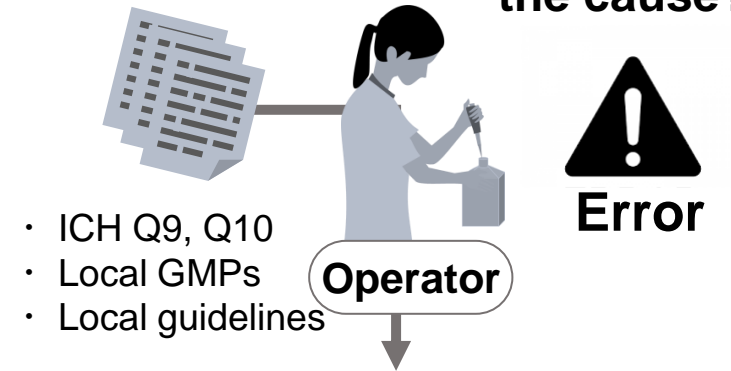 the cause?
Error
・ ICH Q9, Q10
・ Local GMPs
・ Local guidelines
Operator